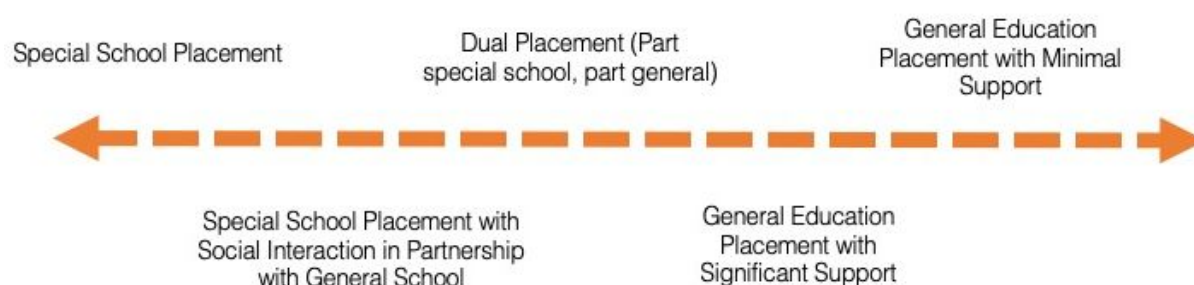 Special School Placement
Dual Placement (Part
special school, part general)
General Education
Placement with Minimal
Support
Special School Placement with
Social Interaction in Partnership
with General School
General Education
Placement with
Significant Support